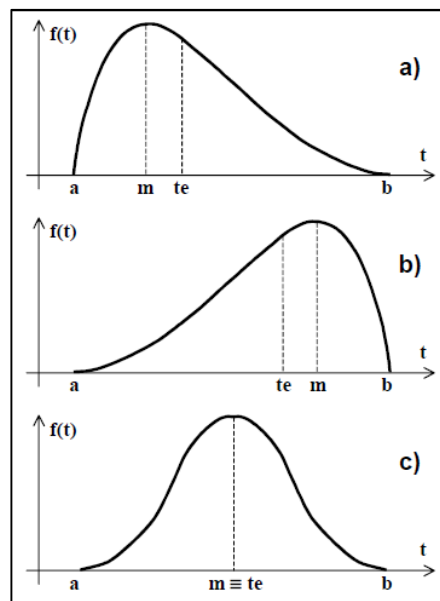 f(t)
a)
t
a m te b
f(t)
b)
t
a te m b
f(t)
c)
t
a m ≡ te b